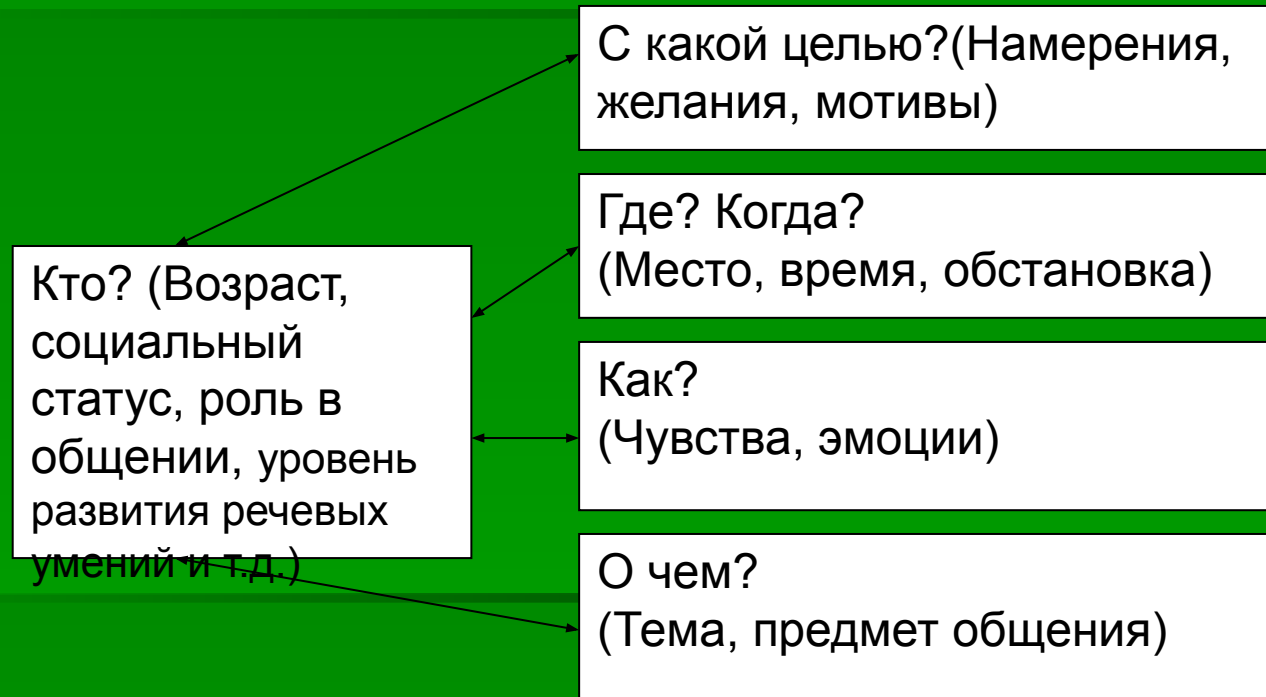 С какой целью?(Намерения,
желания, мотивы)
Где? Когда?
(Место, время, обстановка)
Кто? (Возраст,
социальный
статус, роль в
общении, уровень
развития речевых
умений и т.д.)
Как?
(Чувства, эмоции)
О чем?
(Тема, предмет общения)